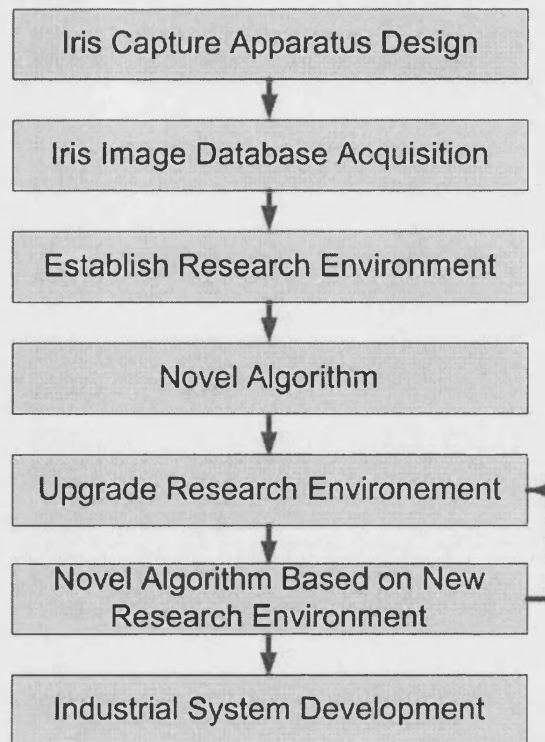 Iris Capture Apparatus Design
Iris Image Database Acquisition
Establish Research Environment
Novel Algorithm
Upgrade Research Environement
Novel Algorithm Based on New
Research Environment
Industrial System Development